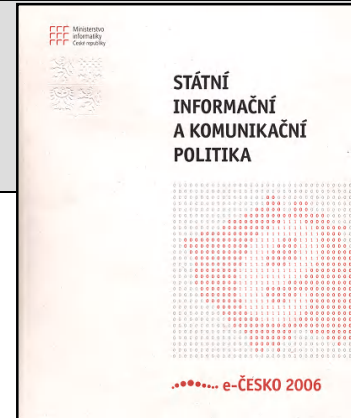 Ministerstvo
informatiky
České republiky
STÁTNÍ
INFORMAČNÍ
A KOMUNIKAČNÍ
POLITIKA
e-ČESKO 2006